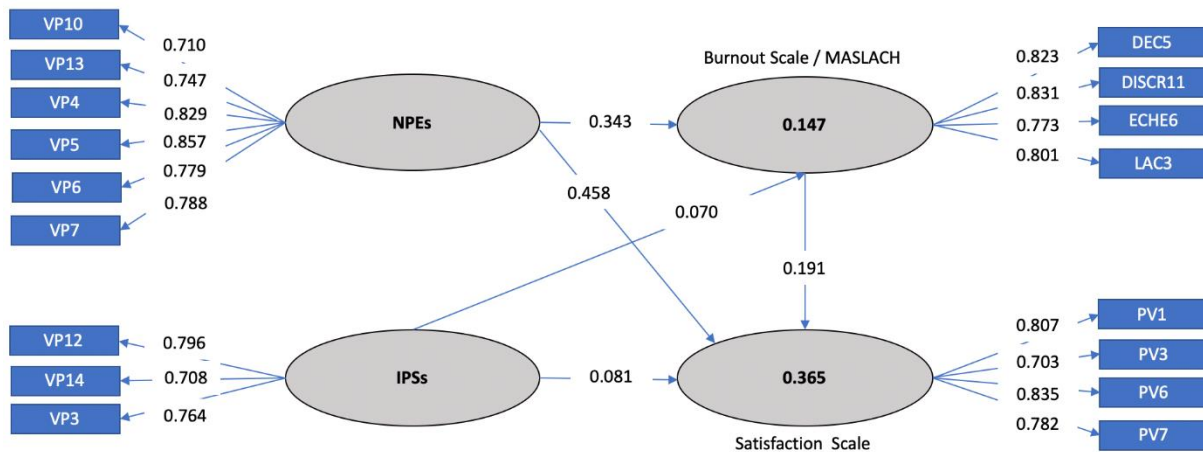 VP10
VP13
VP4
VP5
VP6
VP7
0.710
0.747
0.829
0.857
0.779
0.788
NPEs
0.343
0.458
0.070
Burnout Scale / MASLACH
0.147
0.823
0.831
0.773
0.801
DEC5
DISCR11
ECHE6
LAC3
0.191
VP12
VP14
VP3
0.796
0.708
0.764
IPSs
0.081
0.365
Satisfaction Scale
0.807
0.703
0.835
0.782
PV1
PV3
PV6
PV7